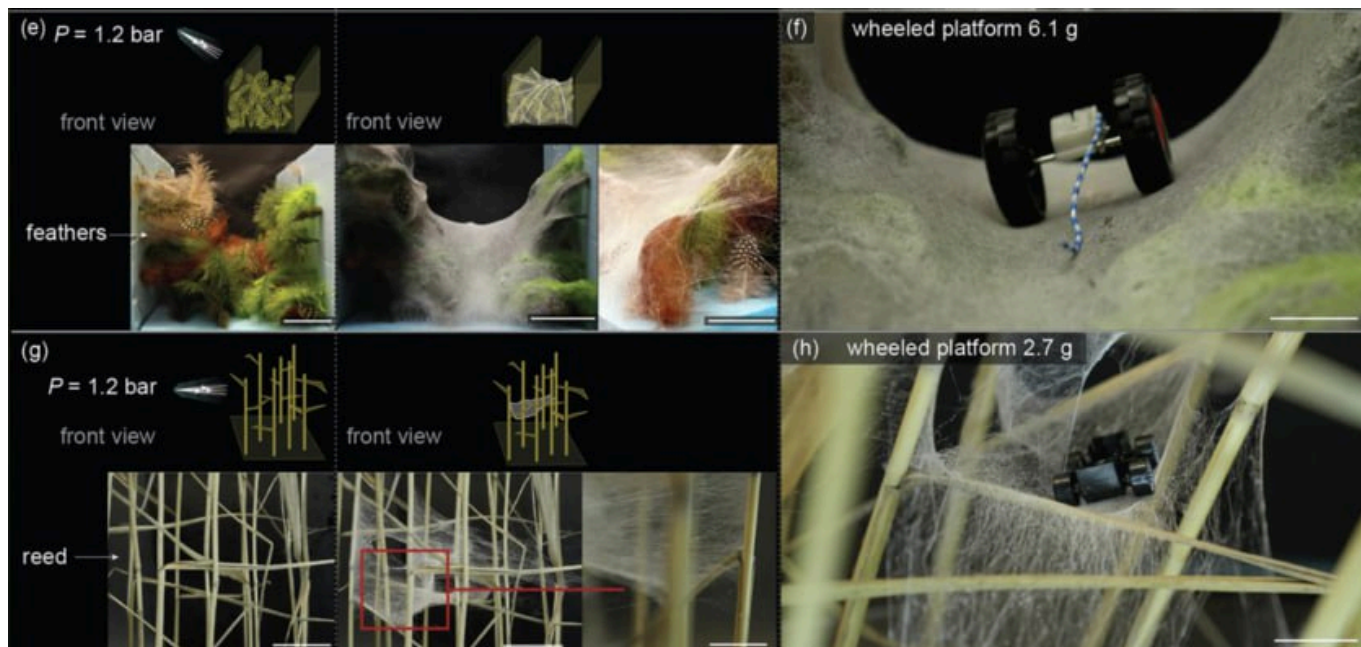 (e)
P = 1.2 bar
front view
front view
feathers
(f)
wheeled platform 6.1 g
(g)
P = 1.2 bar
front view
front view
reed
(h)
wheeled platform 2.7 g